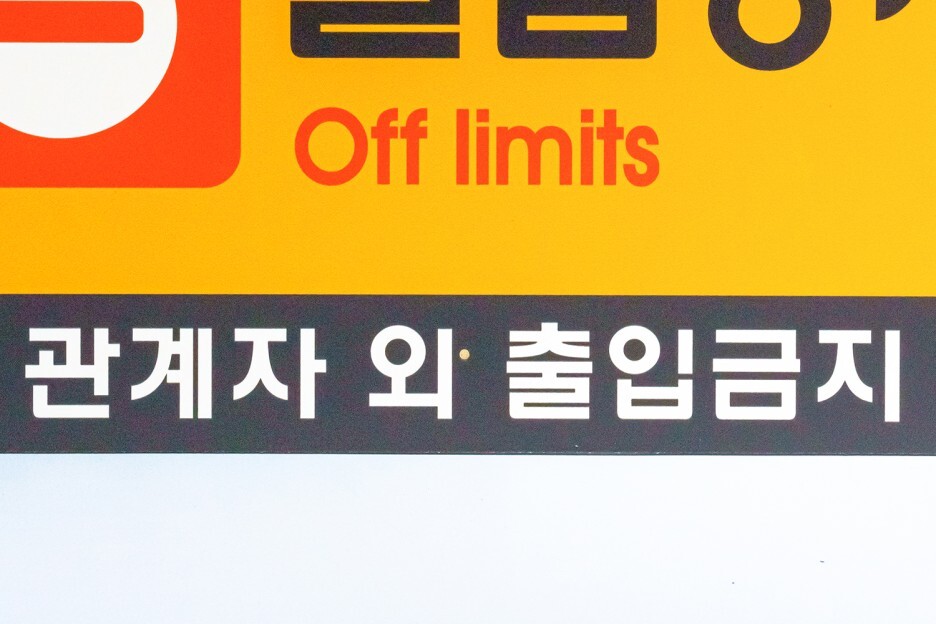 Off limits
관계자 외 출입금지